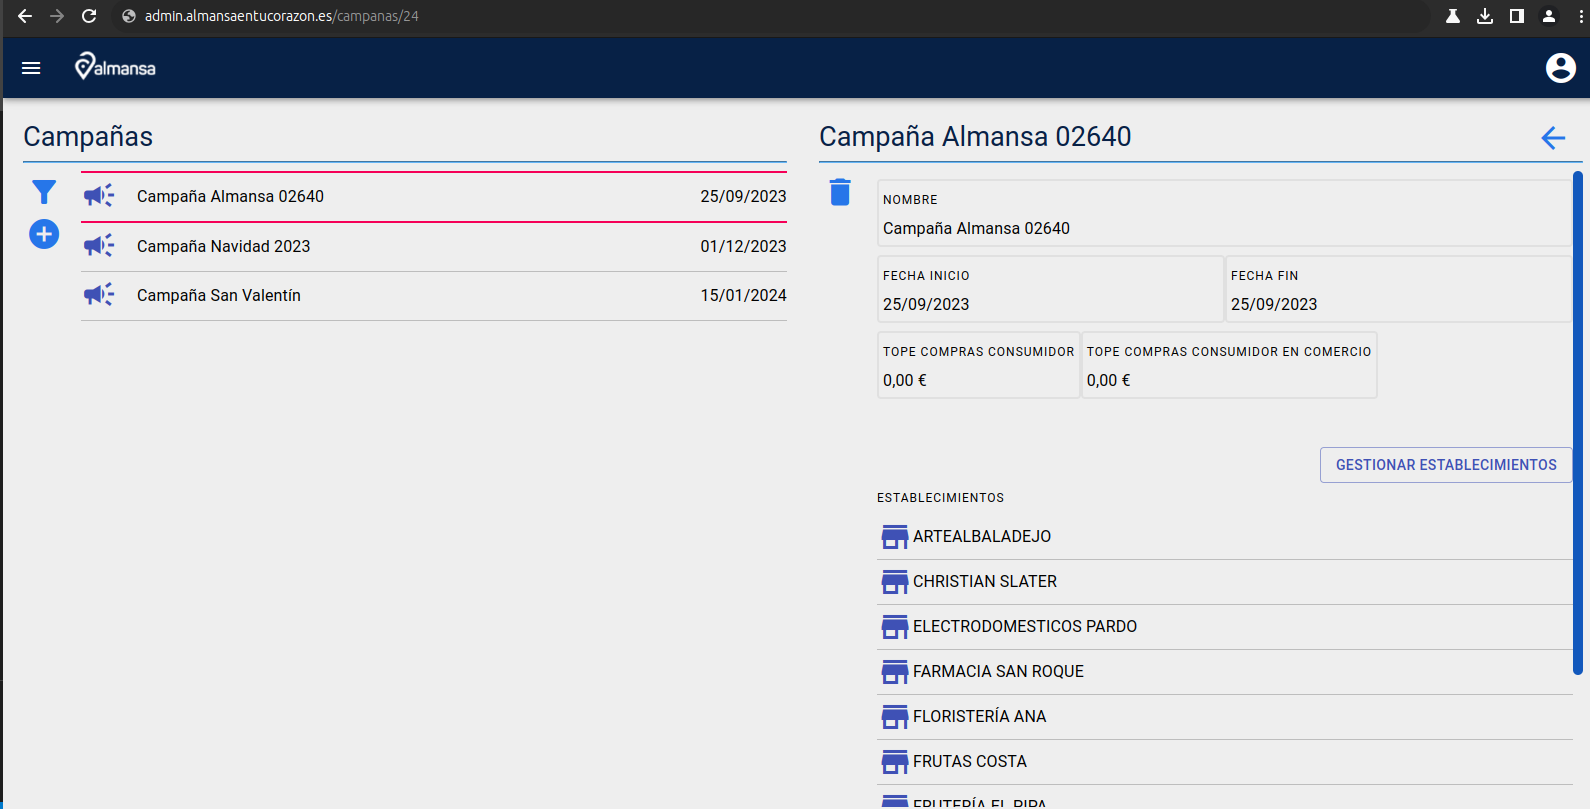 admin.almansaentucorazon.es/campanas/24
almansa
Campañas
Campaña Almansa 02640 25/09/2023
Campaña Navidad 2023 01/12/2023
Campaña San Valentín 15/01/2024
Campaña Almansa 02640
NOMBRE
Campaña Almansa 02640
FECHA INICIO FECHA FIN
25/09/2023 25/09/2023
TOPE COMPRAS CONSUMIDOR TOPE COMPRAS CONSUMIDOR EN COMERCIO
0,00 € 0,00 €
GESTIONAR ESTABLECIMIENTOS
ESTABLECIMIENTOS
ARTEALBALADEJO
CHRISTIAN SLATER
ELECTRODOMESTICOS PARDO
FARMACIA SAN ROQUE
FLORISTERÍA ANA
FRUTAS COSTA
FRUTERÍA EL